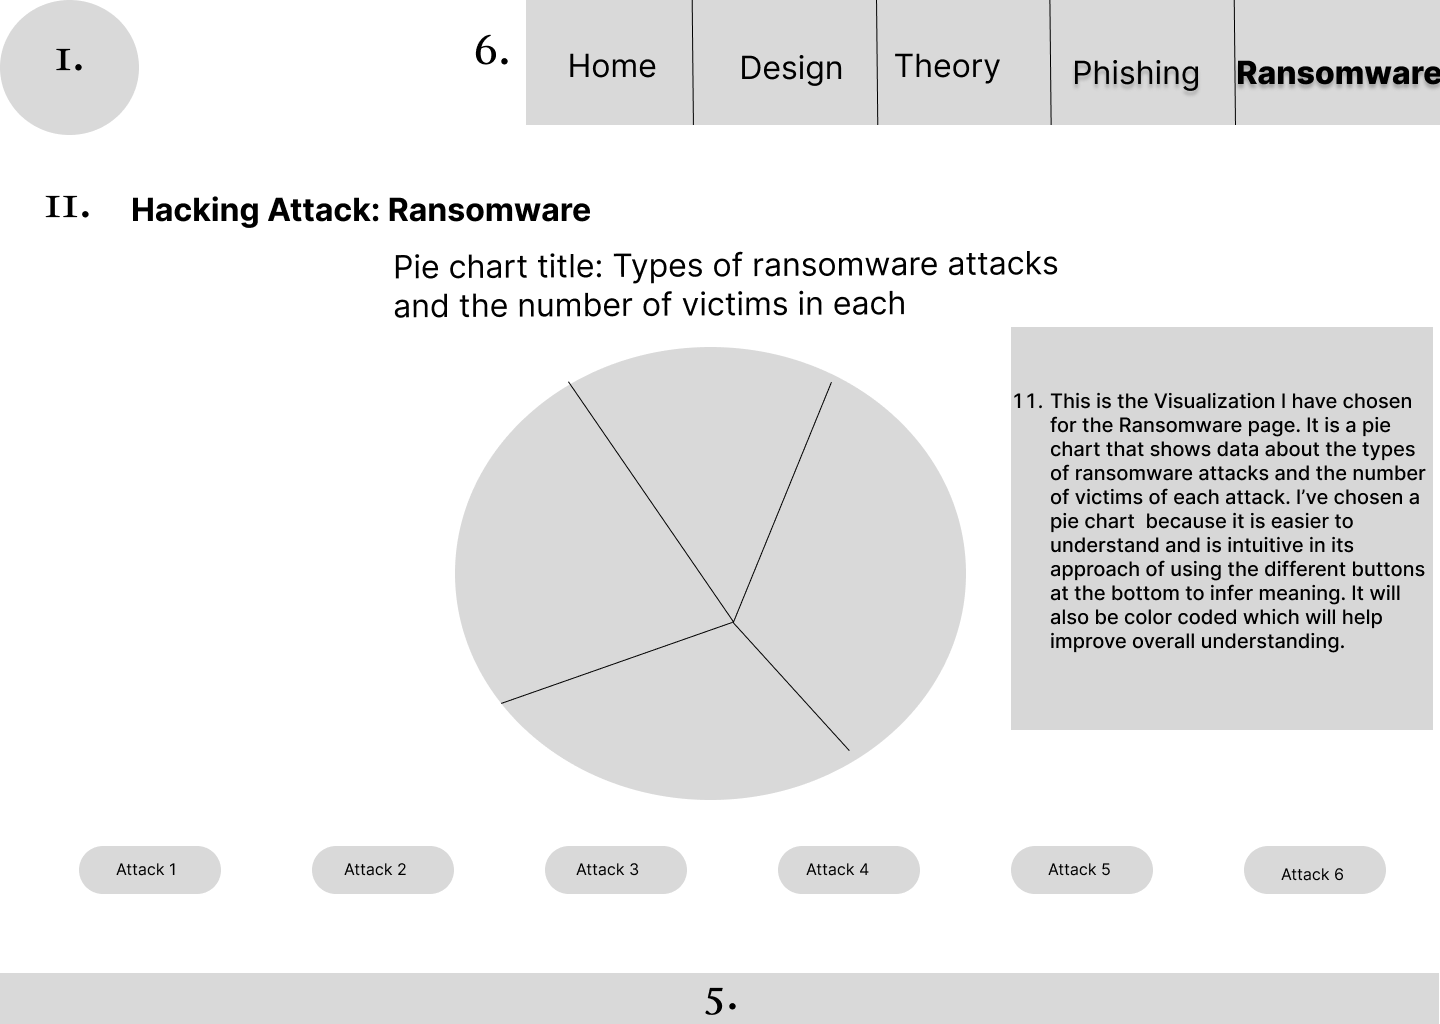 I.
6.
Home
Design
Theory
Phishing
Ransomware
II.
Hacking Attack: Ransomware
Pie chart title: Types of ransomware attacks
and the number of victims in each
11. This is the Visualization I have chosen
for the Ransomware page. It is a pie
chart that shows data about the types
of ransomware attacks and the number
of victims of each attack. I’ve chosen a
pie chart  because it is easier to
understand and is intuitive in its
approach of using the different buttons
at the bottom to infer meaning. It will
also be color coded which will help
improve overall understanding.
Attack 1
Attack 2
Attack 3
Attack 4
Attack 5
Attack 6
5.